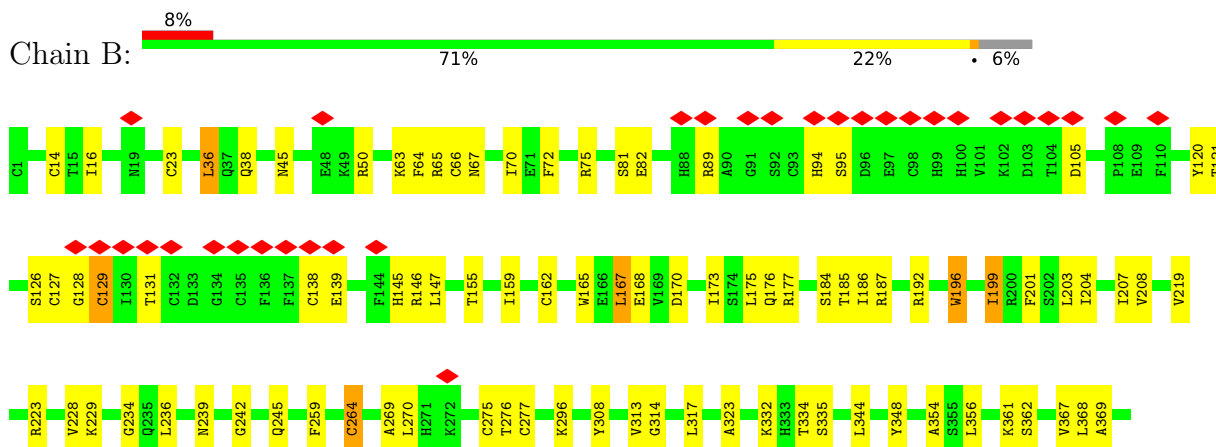 8%
Chain B:
71% 22% • 6%
C1 C14 T15 I16 N19 C23 L36 Q37 Q38 N45 E48 K49 R50 K63 F64 R65 C66 N67 I70 E71 F72 R75 S81 E82 H88 R89 A90 G91 S92 C93 H94 S95 D96 E97 C98 H99 H100 V101 K102 D103 T104 D105 P108 E109 F110 Y120 T121
S126 C127 G128 C129 I130 T131 C132 D133 G134 C135 F136 F137 C138 E139 F144 H145 R146 L147 T155 I159 C162 W165 E166 L167 E168 V169 D170 I173 S174 L175 Q176 R177 S184 T185 I186 R187 R192 W196 I199 R200 F201 S202 L203 I204 I207 V208 V219
R223 V228 K229 G234 Q235 L236 N239 G242 Q245 F259 C264 A269 L270 H271 K272 C275 T276 C277 K296 Y308 V313 G314 L317 A323 K332 H333 T334 S335 L344 Y348 A354 S355 L356 K361 S362 V367 L368 A369